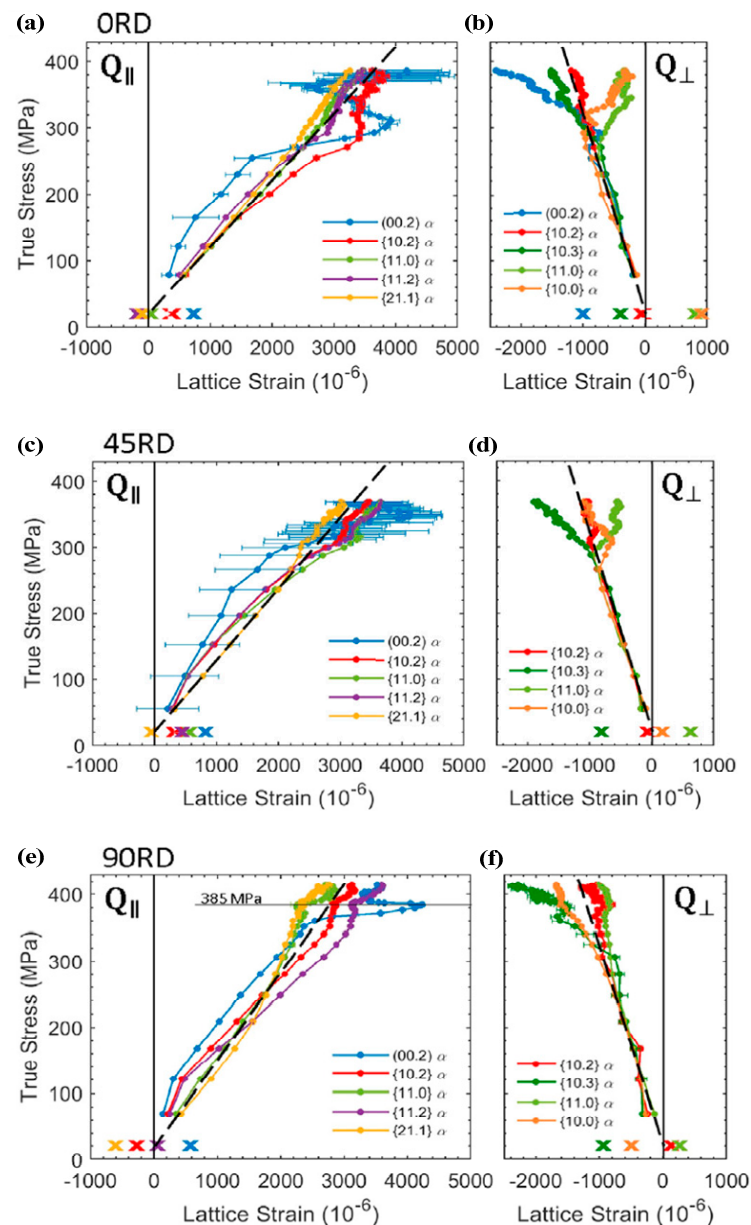 (a) 0RD (b)
Q∥ Q⊥
True Stress (MPa)
400
300
200
100
0
(00.2) α
{10.2} α
{11.0} α
{11.2} α
{21.1} α
(00.2) α
{10.2} α
{10.3} α
{11.0} α
{10.0} α
-1000 0 1000 2000 3000 4000 5000
-2000 -1000 0 1000
Lattice Strain (10⁻⁶) Lattice Strain (10⁻⁶)
(c) 45RD (d)
Q∥ Q⊥
True Stress (MPa)
400
300
200
100
0
(00.2) α
{10.2} α
{11.0} α
{11.2} α
{21.1} α
{10.2} α
{10.3} α
{11.0} α
{10.0} α
-1000 0 1000 2000 3000 4000 5000
-2000 -1000 0 1000
Lattice Strain (10⁻⁶) Lattice Strain (10⁻⁶)
(e) 90RD (f)
385 MPa
Q∥ Q⊥
True Stress (MPa)
400
300
200
100
0
(00.2) α
{10.2} α
{11.0} α
{11.2} α
{21.1} α
{10.2} α
{10.3} α
{11.0} α
{10.0} α
-1000 0 1000 2000 3000 4000 5000
-2000 -1000 0 1000
Lattice Strain (10⁻⁶) Lattice Strain (10⁻⁶)